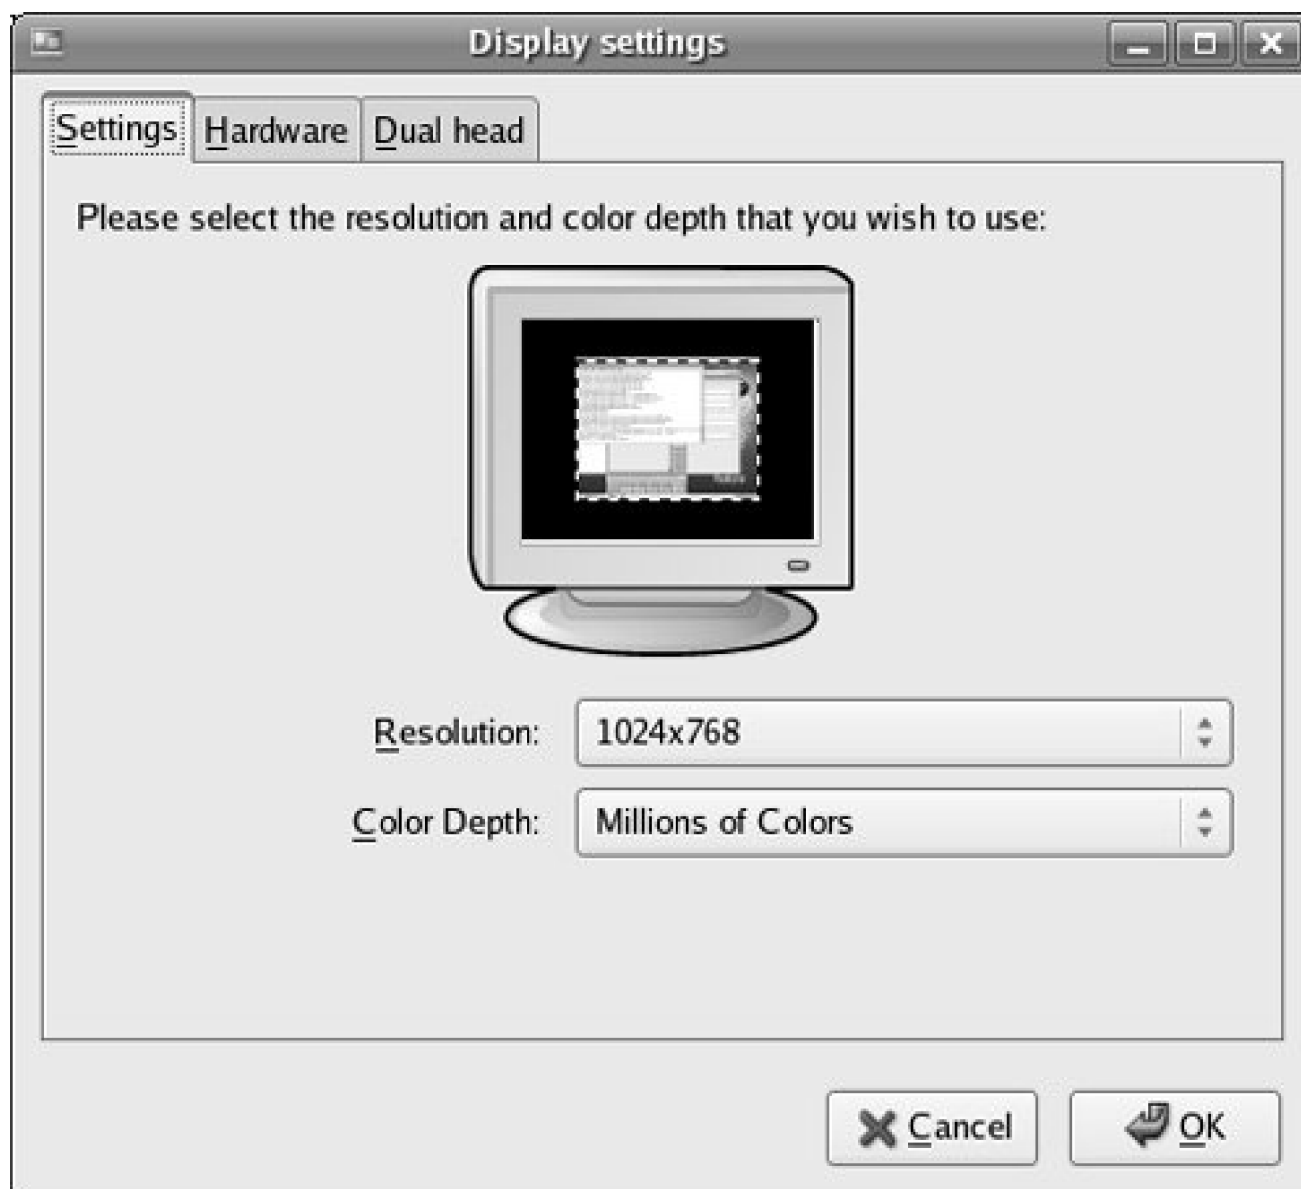 Display settings
Settings Hardware Dual head
Please select the resolution and color depth that you wish to use:
Resolution: 1024x768
Color Depth: Millions of Colors
Cancel OK